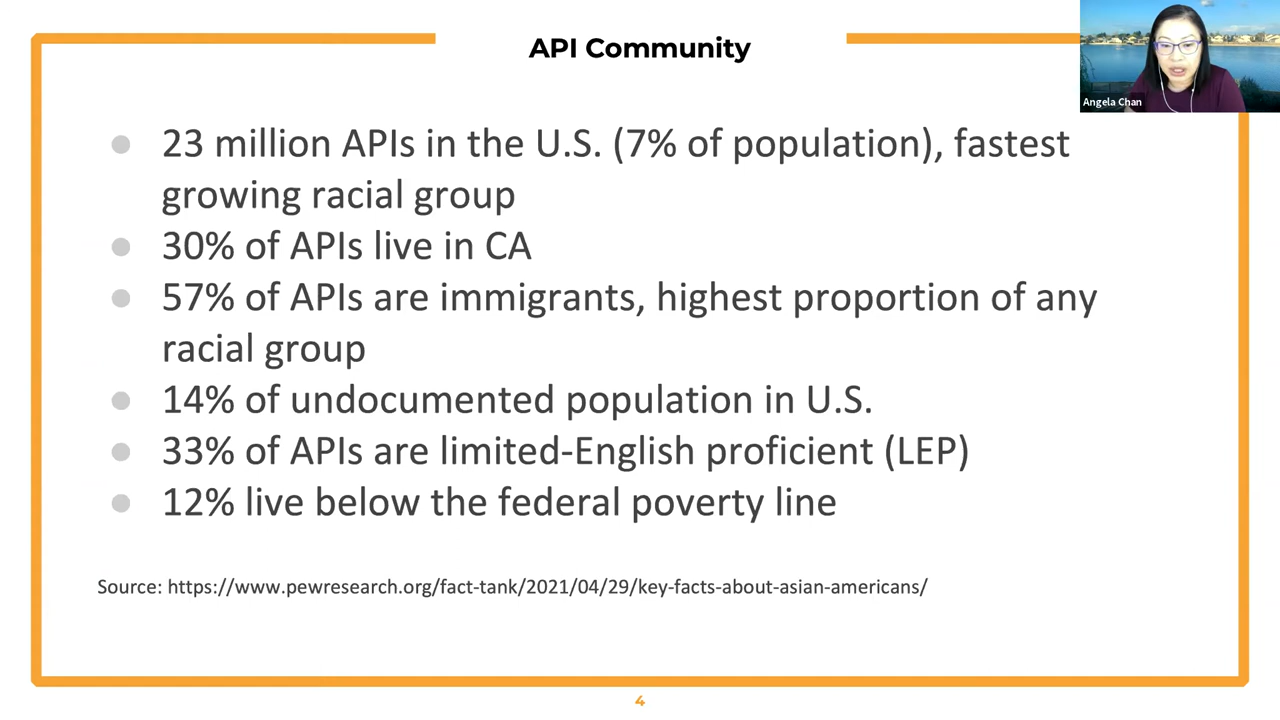 API Community
Angela Chan
23 million APIs in the U.S. (7% of population), fastest
growing racial group
30% of APIs live in CA
57% of APIs are immigrants, highest proportion of any
racial group
14% of undocumented population in U.S.
33% of APIs are limited-English proficient (LEP)
12% live below the federal poverty line
Source: https://www.pewresearch.org/fact-tank/2021/04/29/key-facts-about-asian-americans/
4